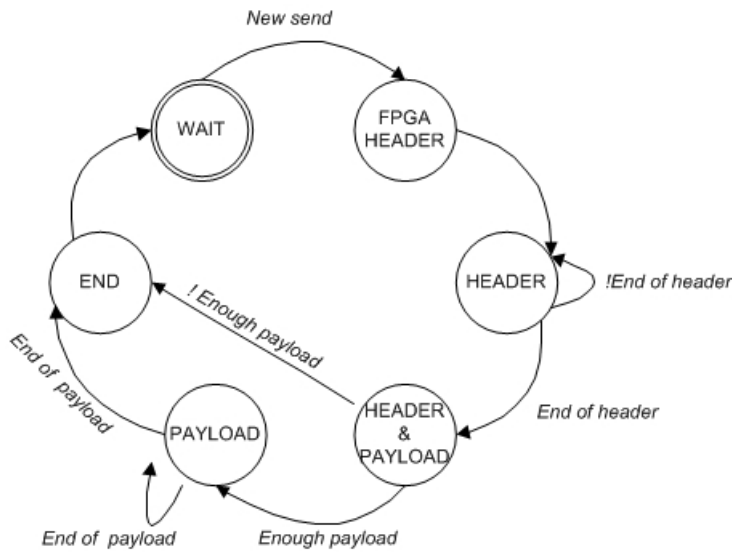 New send
WAIT
FPGA
HEADER
END
HEADER
!End of header
! Enough payload
End of payload
PAYLOAD
HEADER
&
PAYLOAD
End of header
End of payload
Enough payload